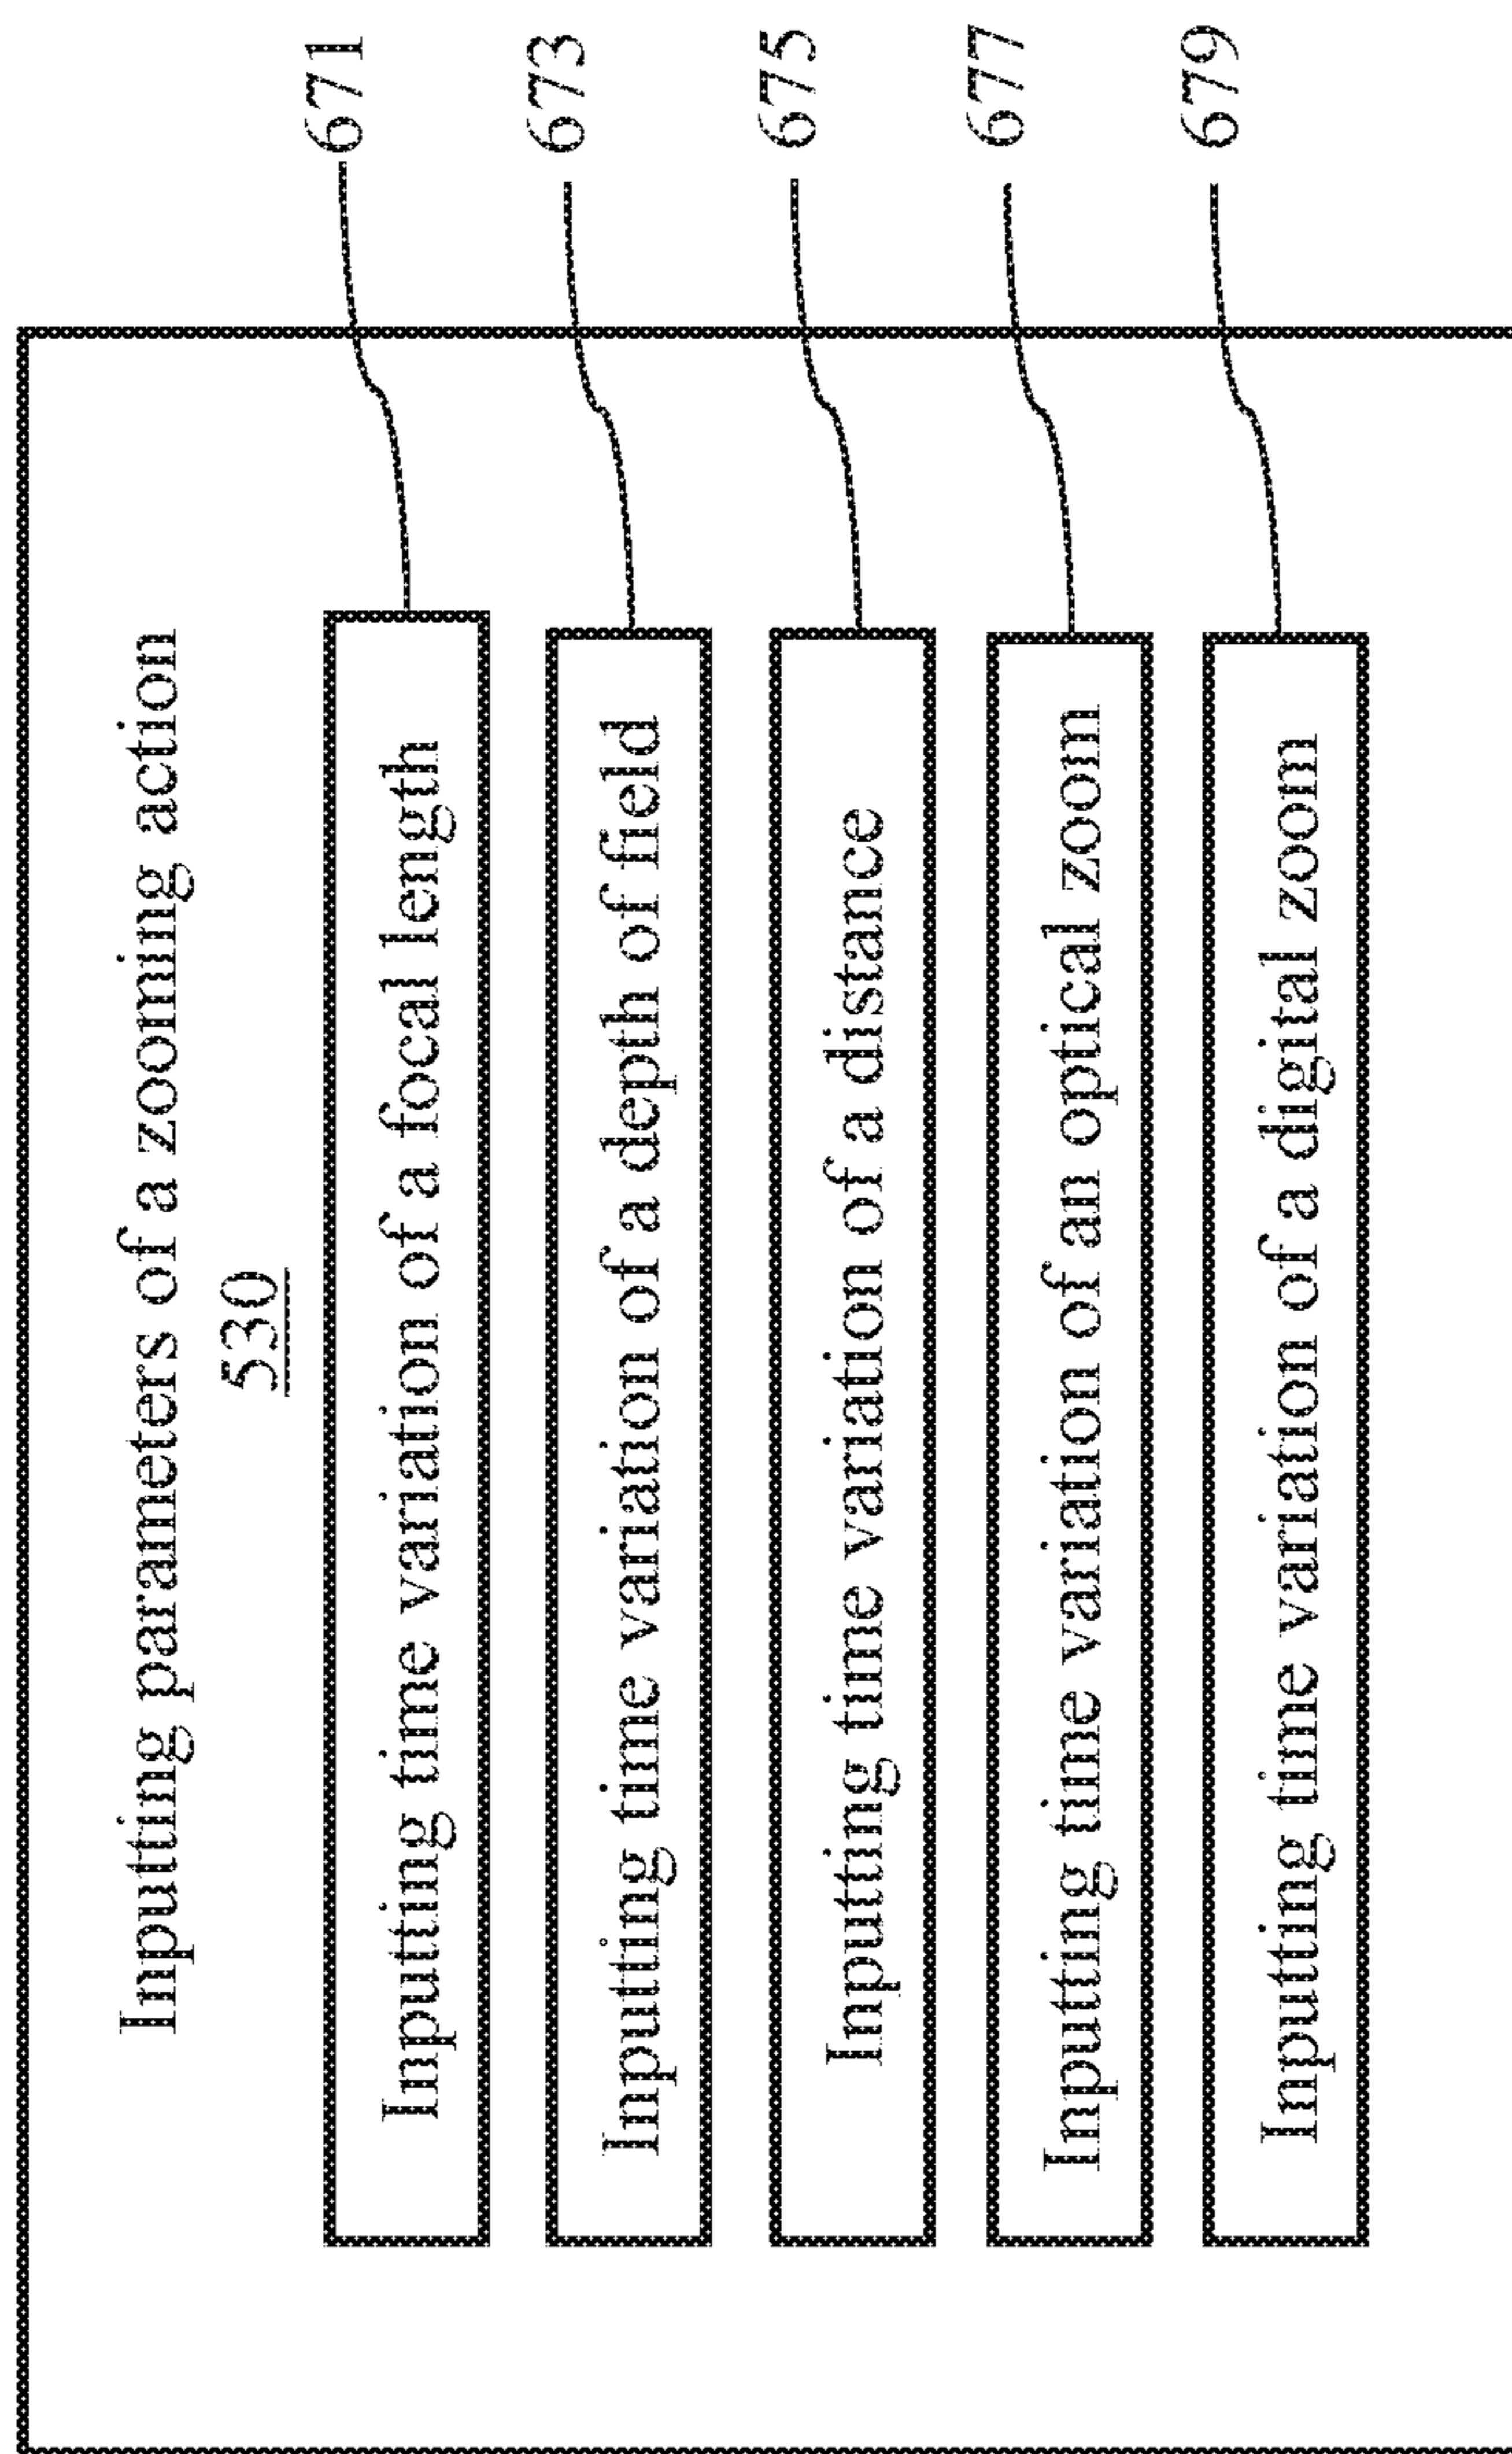 Inputting parameters of a zooming action
530
Inputting time variation of a focal length 671
Inputting time variation of a depth of field 673
Inputting time variation of a distance 675
Inputting time variation of an optical zoom 677
Inputting time variation of a digital zoom 679